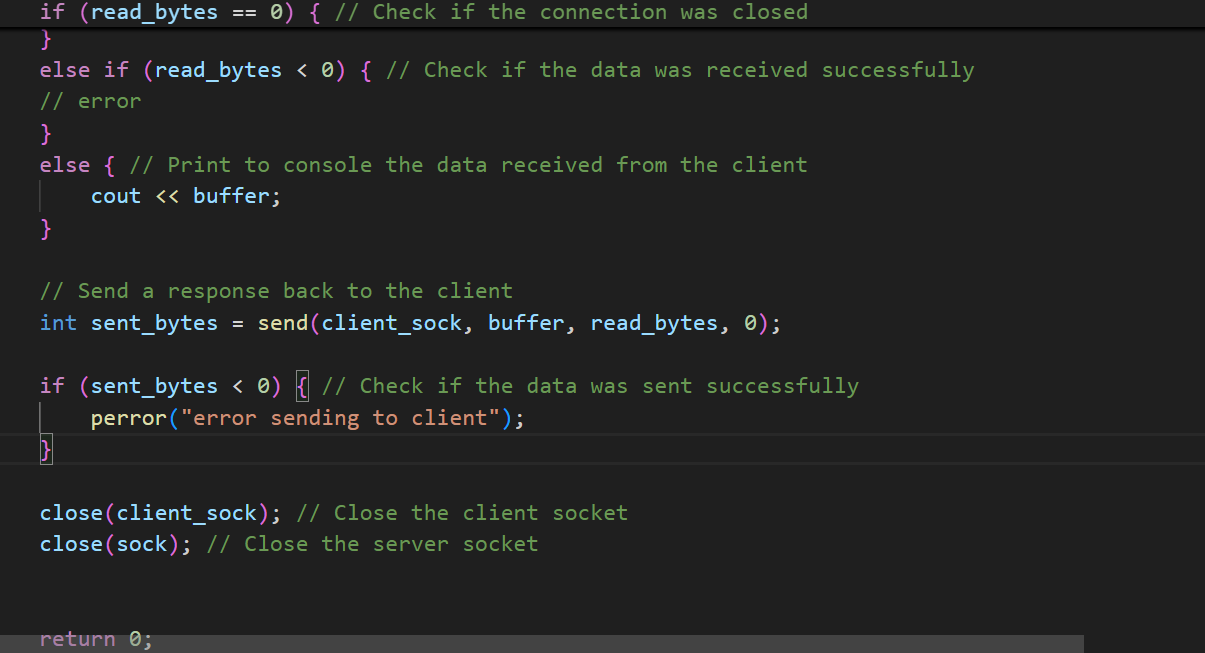 if (read_bytes == 0) { // Check if the connection was closed
}
else if (read_bytes < 0) { // Check if the data was received successfully
// error
}
else { // Print to console the data received from the client
    cout << buffer;
}
// Send a response back to the client
int sent_bytes = send(client_sock, buffer, read_bytes, 0);
if (sent_bytes < 0) { // Check if the data was sent successfully
    perror("error sending to client");
}
close(client_sock); // Close the client socket
close(sock); // Close the server socket
return 0;